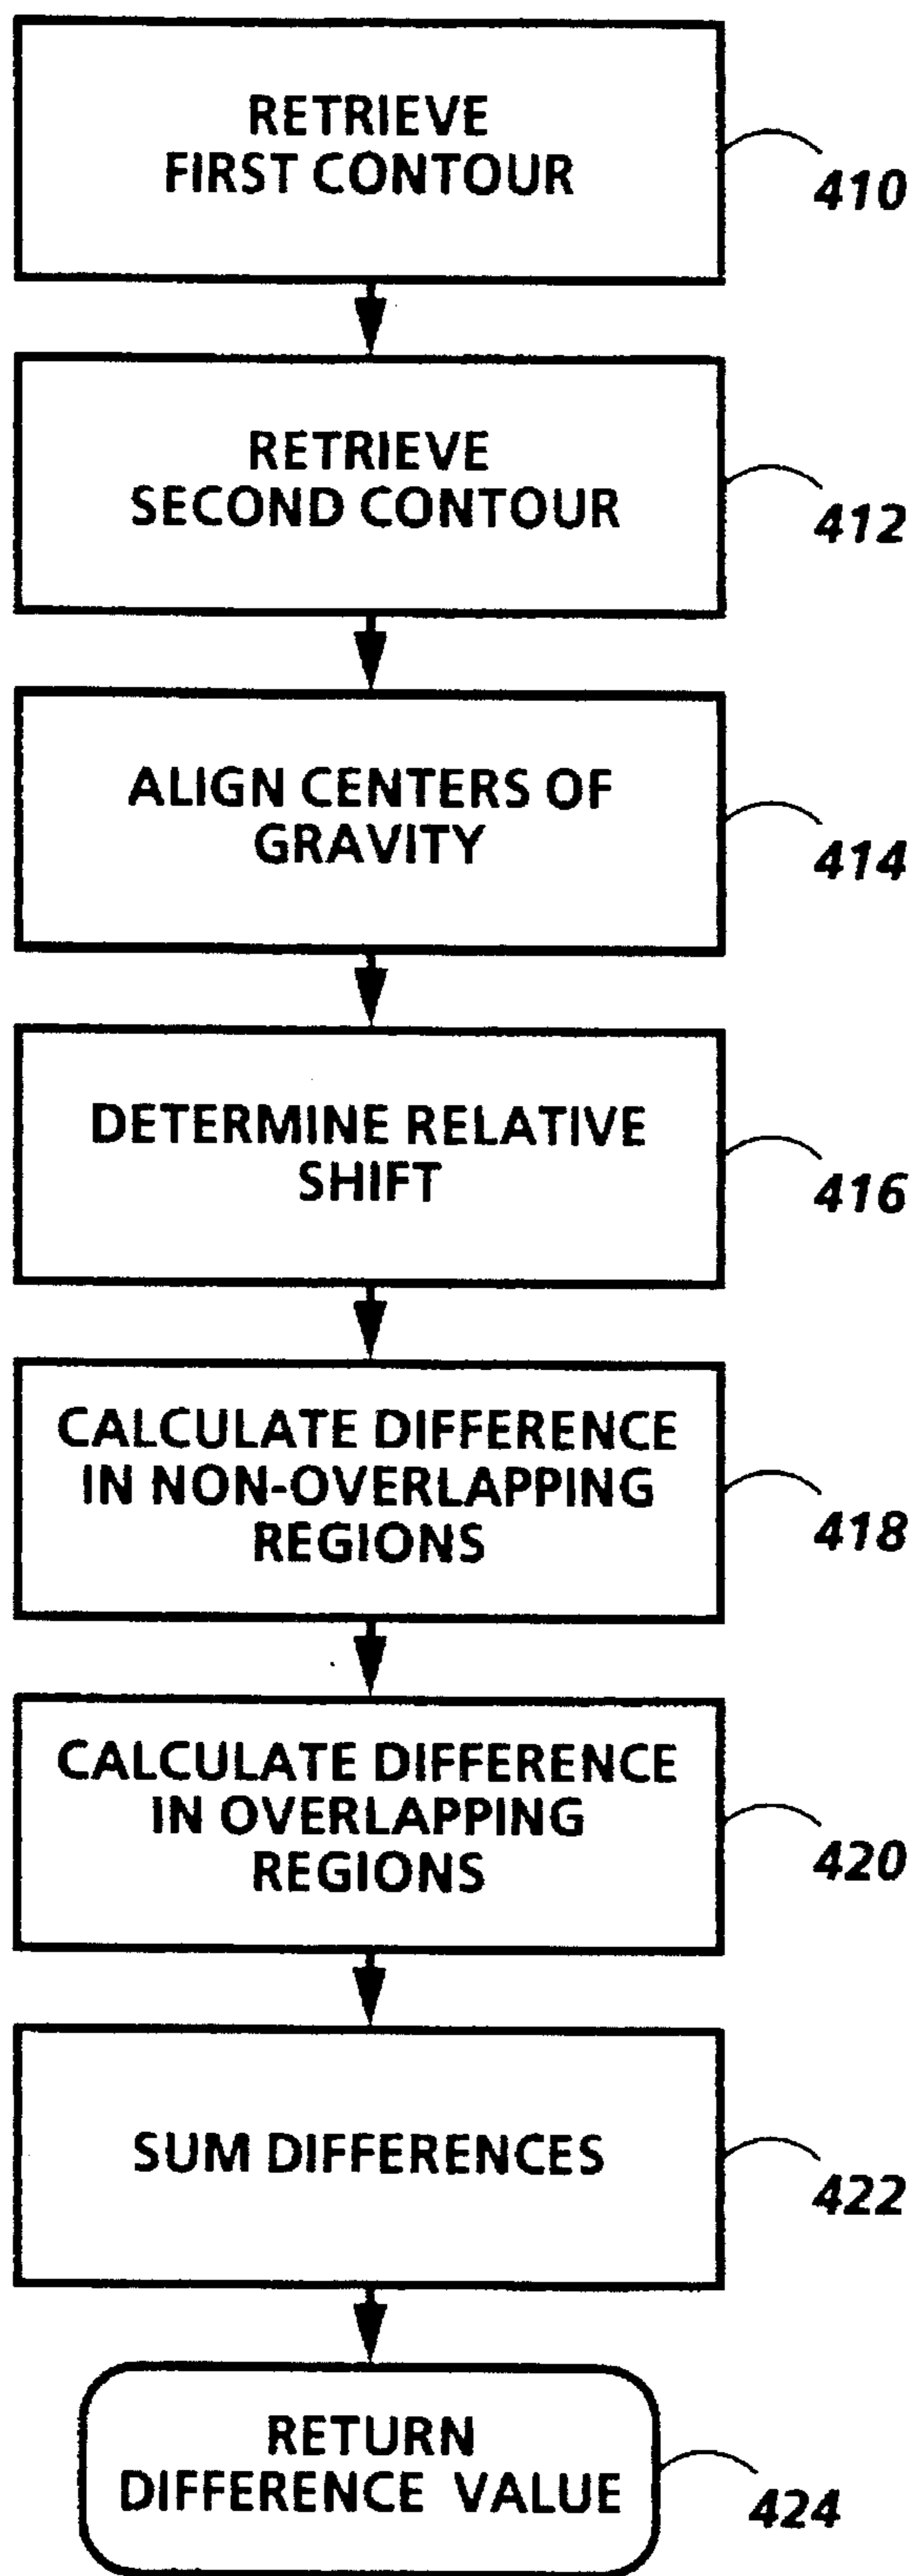 RETRIEVE
FIRST CONTOUR
410
RETRIEVE
SECOND CONTOUR
412
ALIGN CENTERS OF
GRAVITY
414
DETERMINE RELATIVE
SHIFT
416
CALCULATE DIFFERENCE
IN NON-OVERLAPPING
REGIONS
418
CALCULATE DIFFERENCE
IN OVERLAPPING
REGIONS
420
SUM DIFFERENCES
422
RETURN
DIFFERENCE VALUE
424